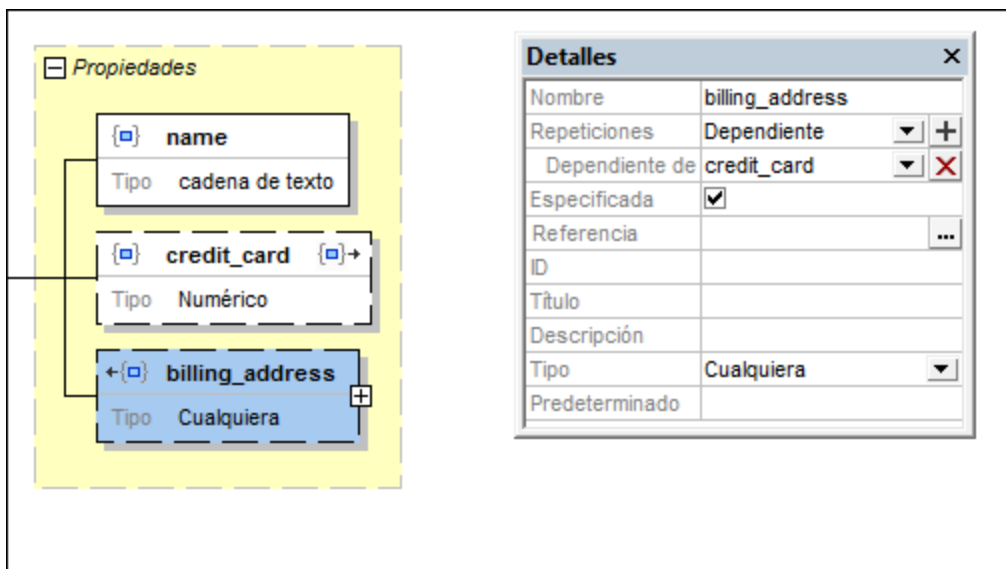 Propiedades
name
Tipo cadena de texto
credit_card
Tipo Numérico
billing_address
Tipo Cualquiera
Detalles
Nombre billing_address
Repeticiones Dependiente
Dependiente de credit_card
Especificada
Referencia
ID
Título
Descripción
Tipo Cualquiera
Predeterminado